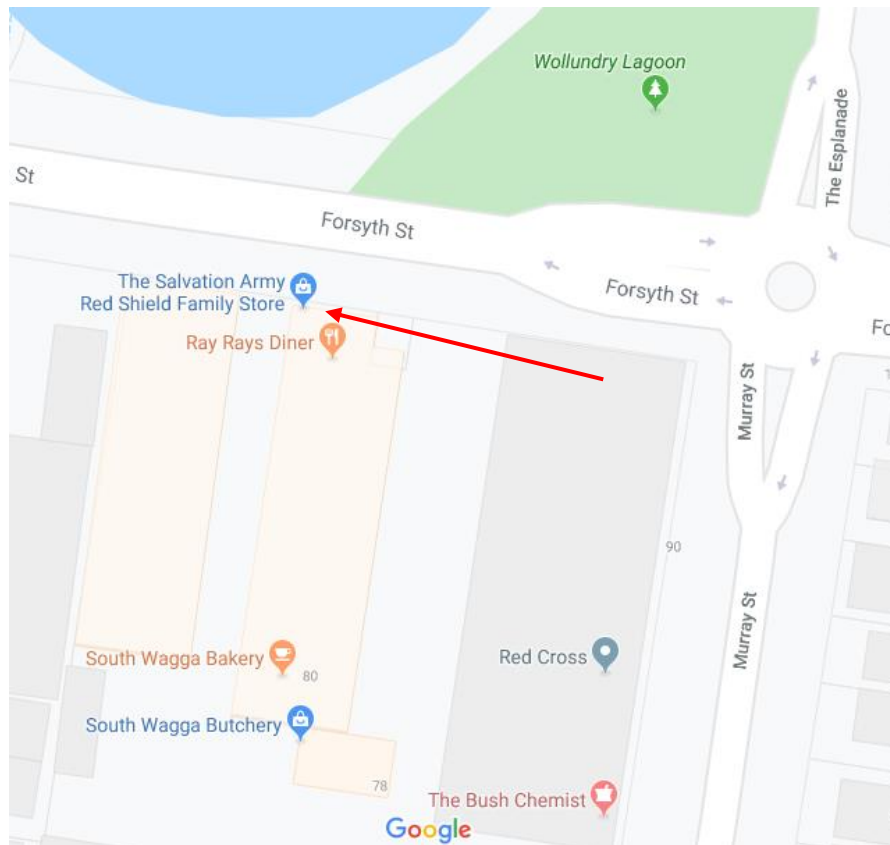 Wollundry Lagoon
The Esplanade
St
Forsyth St
The Salvation Army
Red Shield Family Store
Forsyth St
Ray Rays Diner
Murray St
90
Murray St
Red Cross
South Wagga Bakery
80
South Wagga Butchery
78
The Bush Chemist
Google